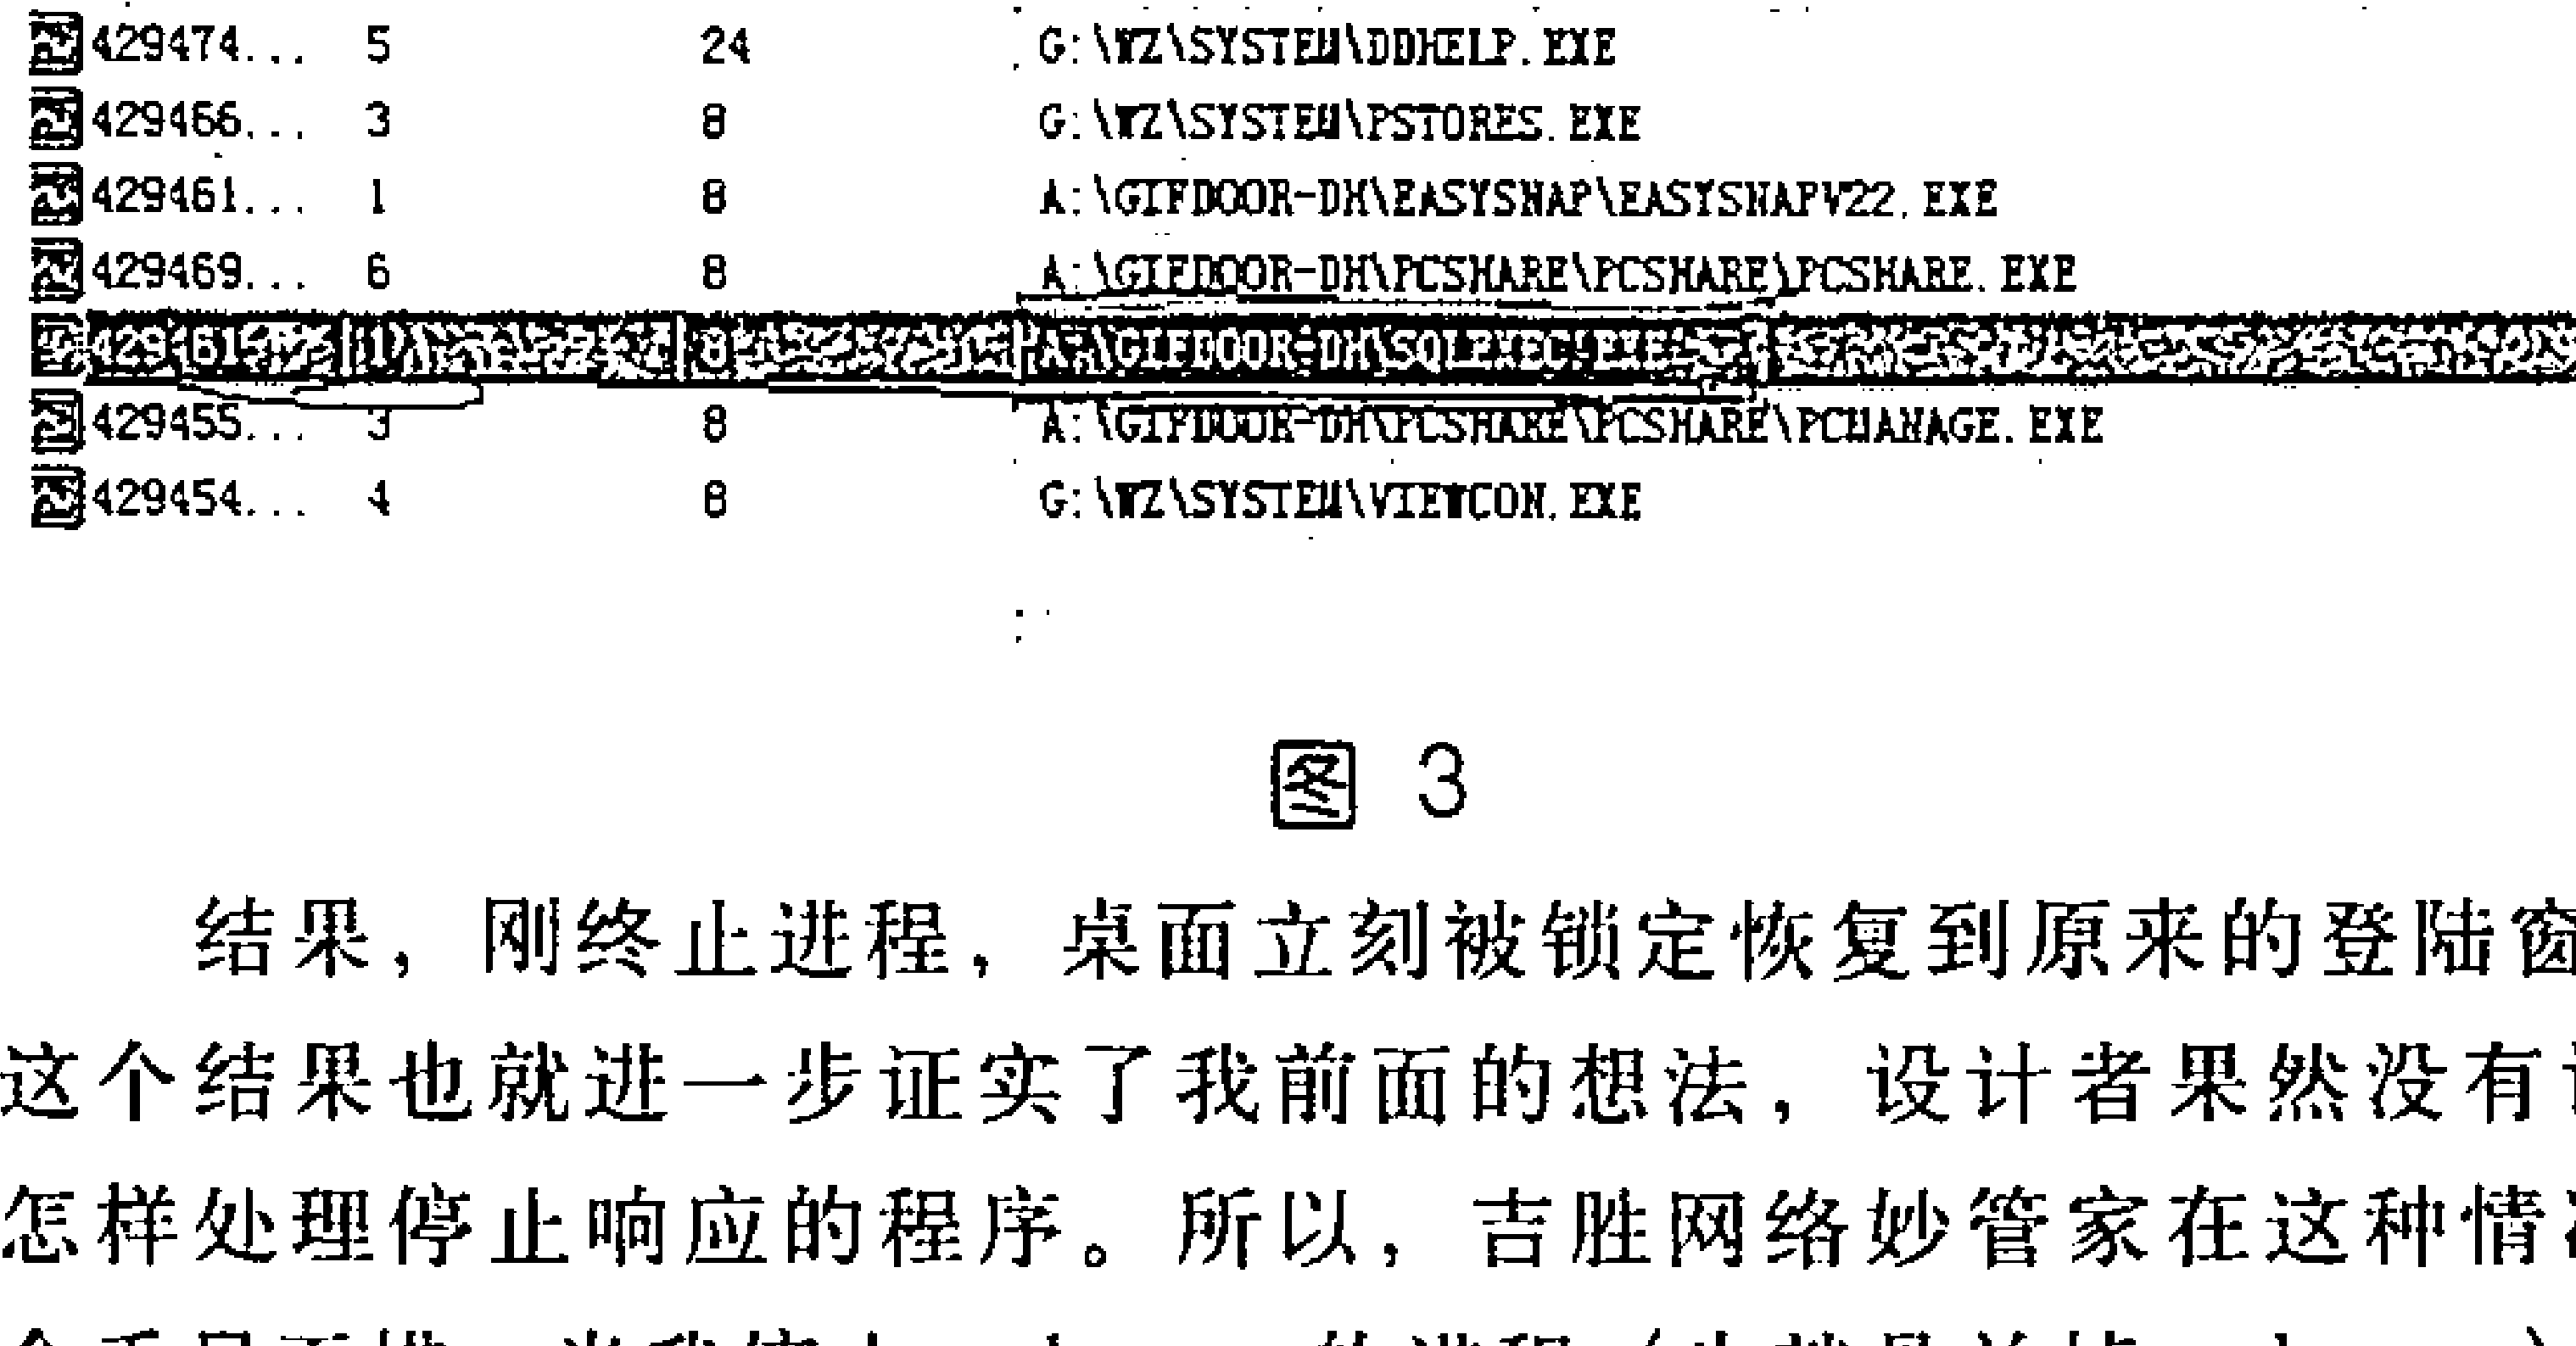 429474... 5 24 G:\WZ\SYSTEM\DDHELP.EXE
429466... 3 8 G:\WZ\SYSTEM\PSTORES.EXE
429461... 1 8 A:\GIFDOOR-DH\EASYSNAP\EASYSNAPV22.EXE
429469... 6 8 A:\GIFDOOR-DH\PCSHARE\PCSHARE\PCSHARE.EXE
429461... 1 8 A:\GIFDOOR-DH\SQLEXEC.EXE
429455... 3 8 A:\GIFDOOR-DH\PCSHARE\PCSHARE\PCMANAGE.EXE
429454... 4 8 G:\WZ\SYSTEM\VIEWCON.EXE
图 3
结果，刚终止进程，桌面立刻被锁定恢复到原来的登陆窗
这个结果也就进一步证实了我前面的想法，设计者果然没有
怎样处理停止响应的程序。所以，吉胜网络妙管家在这种情